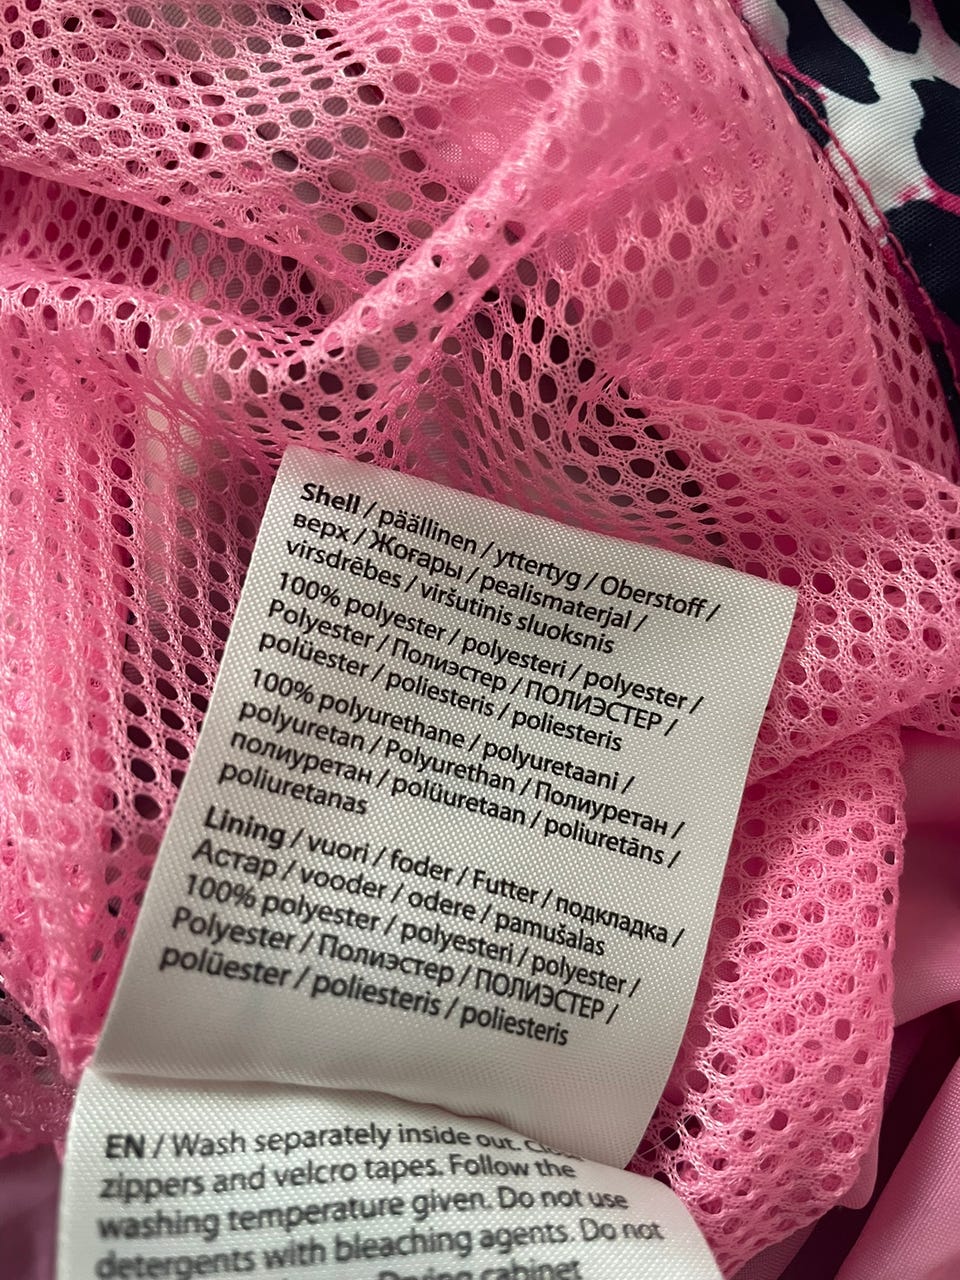 Shell / päällinen / yttertyg / Oberstoff /
верх / Жоғары / pealismaterjal /
virsdrēbes / viršutinis sluoksnis
100% polyester / polyesteri / polyester /
Polyester / Полиэстер / ПОЛИЭСТЕР /
polüester / poliesteris / poliesteris
100% polyurethane / polyuretaani /
polyuretan / Polyurethan / Полиуретан /
полиуретан / polüuretaan / poliuretāns /
poliuretanas
Lining / vuori / foder / Futter / подкладка /
Астар / vooder / odere / pamušalas
100% polyester / polyesteri / polyester /
Polyester / Полиэстер / ПОЛИЭСТЕР /
polüester / poliesteris / poliesteris
EN / Wash separately inside out.
zippers and velcro tapes. Follow the
washing temperature given. Do not use
detergents with bleaching agents. Do not
Drying cabinet